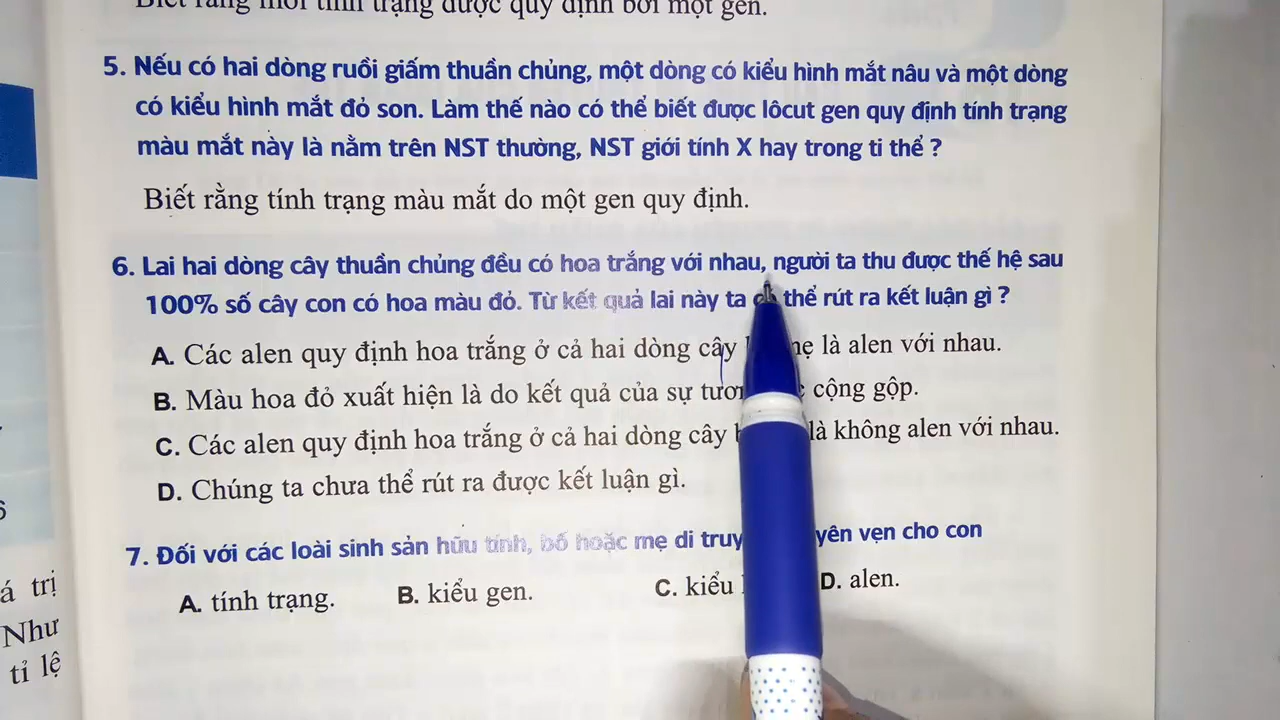 Biết rằng mỗi tính trạng được quy định bởi một gen.
5. Nếu có hai dòng ruồi giấm thuần chủng, một dòng có kiểu hình mắt nâu và một dòng
có kiểu hình mắt đỏ son. Làm thế nào có thể biết được lôcut gen quy định tính trạng
màu mắt này là nằm trên NST thường, NST giới tính X hay trong ti thể ?
Biết rằng tính trạng màu mắt do một gen quy định.
6. Lai hai dòng cây thuần chủng đều có hoa trắng với nhau, người ta thu được thế hệ sau
100% số cây con có hoa màu đỏ. Từ kết quả lai này ta có thể rút ra kết luận gì ?
A. Các alen quy định hoa trắng ở cả hai dòng cây mẹ là alen với nhau.
B. Màu hoa đỏ xuất hiện là do kết quả của sự cộng gộp.
C. Các alen quy định hoa trắng ở cả hai dòng cây là không alen với nhau.
D. Chúng ta chưa thể rút ra được kết luận gì.
7. Đối với các loài sinh sản hữu tính, bố hoặc mẹ di vẹn cho con
A. tính trạng.
B. kiểu gen.
C. kiểu
D. alen.
á trị
Như
tỉ lệ